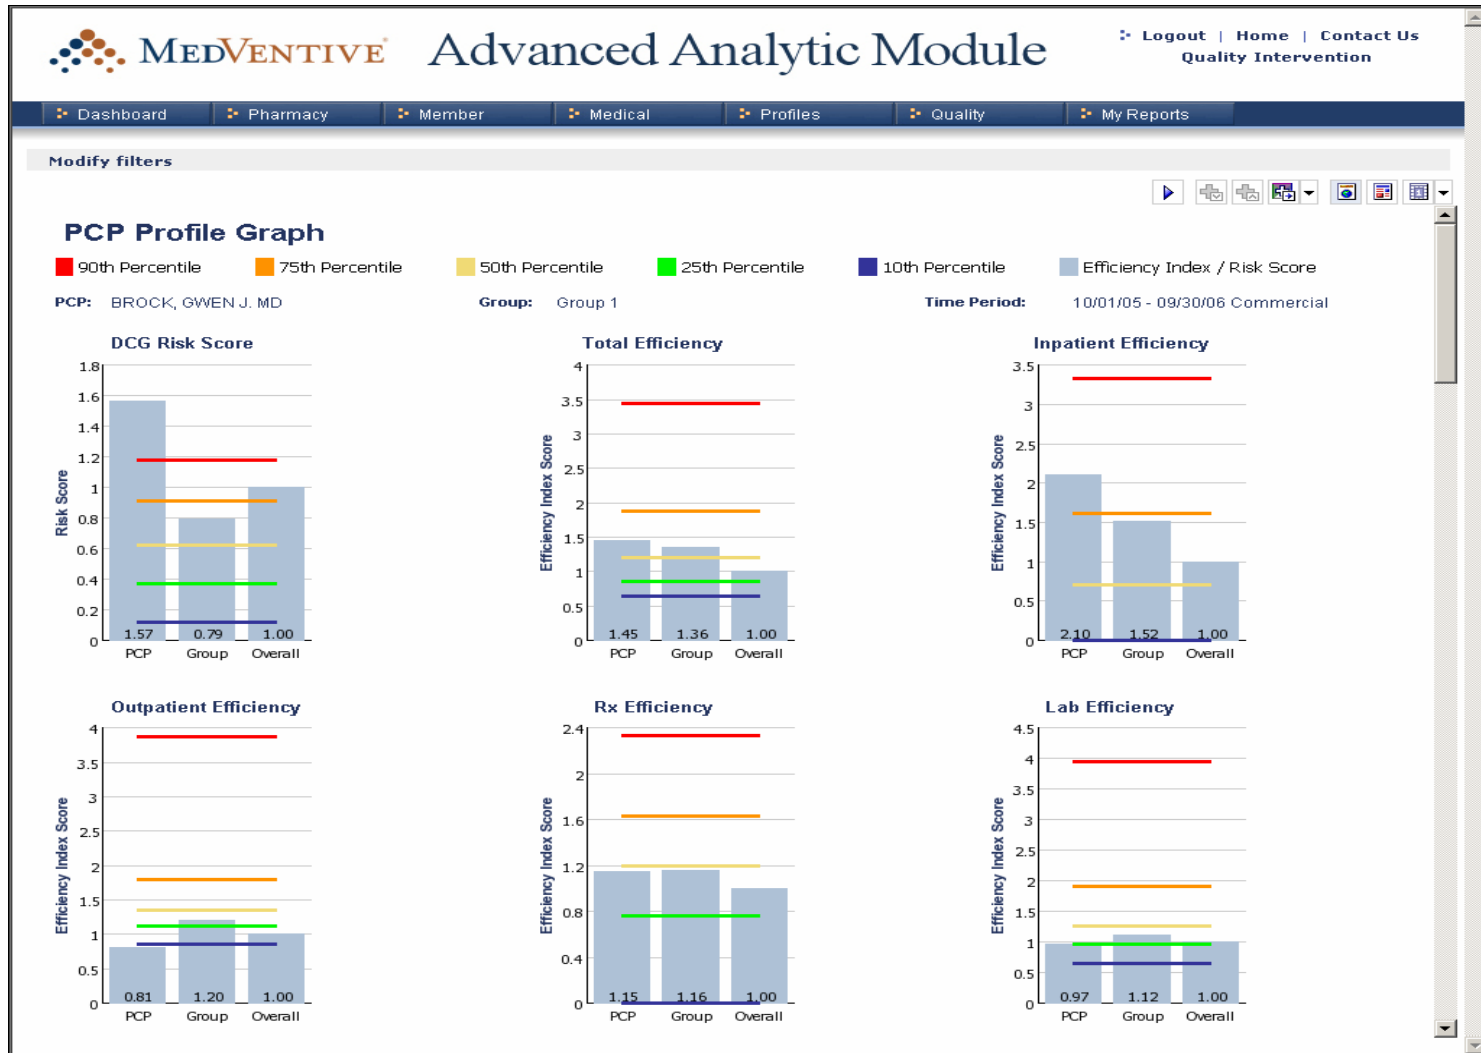 MEDVENTIVE® Advanced Analytic Module
Logout | Home | Contact Us
Quality Intervention
Dashboard Pharmacy Member Medical Profiles Quality My Reports
Modify filters
PCP Profile Graph
90th Percentile 75th Percentile 50th Percentile 25th Percentile 10th Percentile Efficiency Index / Risk Score
PCP: BROCK, GWEN J. MD Group: Group 1 Time Period: 10/01/05 - 09/30/06 Commercial
DCG Risk Score
1.8
1.6
1.4
1.2
1
0.8
0.6
0.4
0.2
0
Risk Score
1.57 0.79 1.00
PCP Group Overall
Total Efficiency
4
3.5
3
2.5
2
1.5
1
0.5
0
Efficiency Index Score
1.45 1.36 1.00
PCP Group Overall
Inpatient Efficiency
3.5
3
2.5
2
1.5
1
0.5
0
Efficiency Index Score
2.10 1.52 1.00
PCP Group Overall
Outpatient Efficiency
4
3.5
3
2.5
2
1.5
1
0.5
0
Efficiency Index Score
0.81 1.20 1.00
PCP Group Overall
Rx Efficiency
2.4
2
1.6
1.2
0.8
0.4
0
Efficiency Index Score
1.15 1.16 1.00
PCP Group Overall
Lab Efficiency
4.5
4
3.5
3
2.5
2
1.5
1
0.5
0
Efficiency Index Score
0.97 1.12 1.00
PCP Group Overall